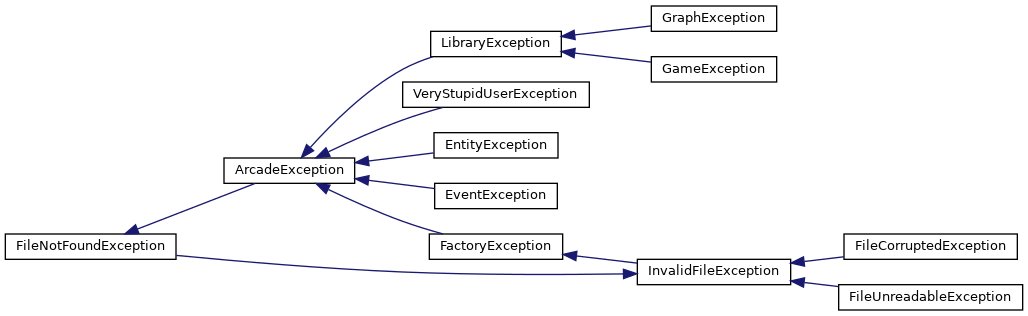 GraphException
LibraryException
GameException
VeryStupidUserException
EntityException
ArcadeException
EventException
FileNotFoundException
FactoryException
FileCorruptedException
InvalidFileException
FileUnreadableException